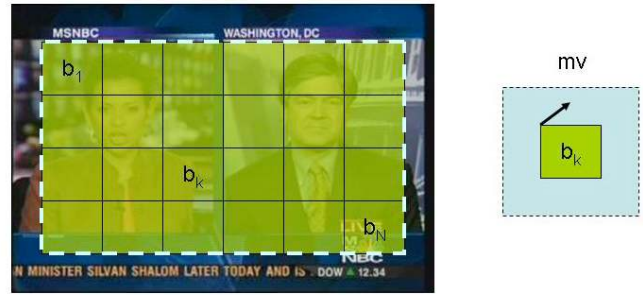 MSNBC WASHINGTON, DC
b1
bk
LIVE
bN
NBC
N MINISTER SILVAN SHALOM LATER TODAY AND IS . DOW ▲ 12.34
mv
bk